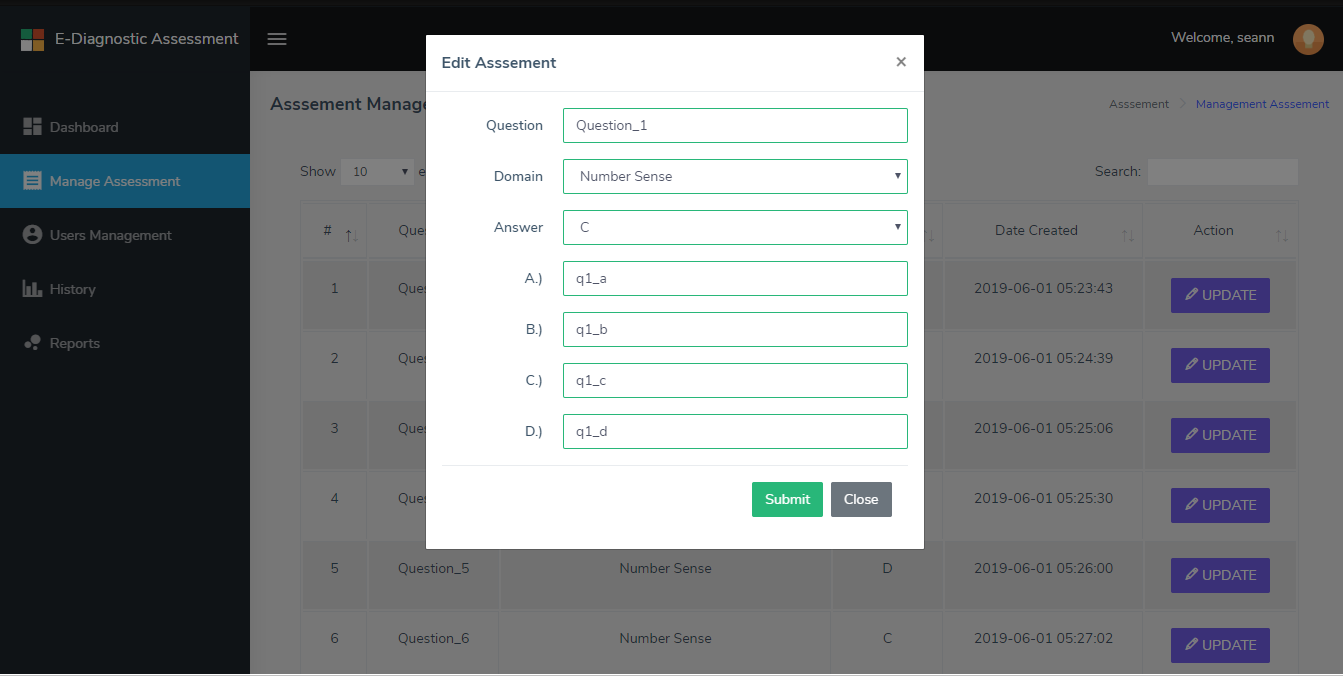 E-Diagnostic Assessment
Welcome, seann
Dashboard
Manage Assessment
Users Management
History
Reports
Asssement Manage
Asssement
Management Asssement
Show 10 e
Search:
Edit Asssement ×
Question Question_1
Domain Number Sense
Answer C
A.) q1_a
B.) q1_b
C.) q1_c
D.) q1_d
Submit Close
# Que Date Created Action
1 Ques 2019-06-01 05:23:43 UPDATE
2 Ques 2019-06-01 05:24:39 UPDATE
3 Ques 2019-06-01 05:25:06 UPDATE
4 Ques 2019-06-01 05:25:30 UPDATE
5 Question_5 Number Sense D 2019-06-01 05:26:00 UPDATE
6 Question_6 Number Sense C 2019-06-01 05:27:02 UPDATE